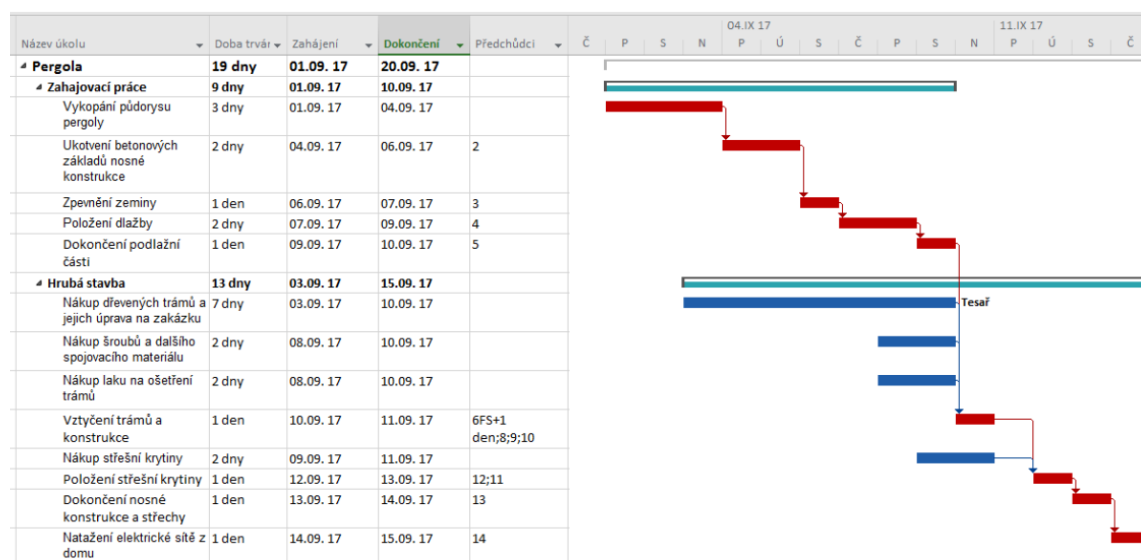 04.IX 17 11.IX 17
Název úkolu Doba trvár Zahájení Dokončení Předchůdci Č P S N P Ú S Č P S N P Ú S Č
Pergola 19 dny 01.09. 17 20.09. 17
Zahajovací práce 9 dny 01.09. 17 10.09. 17
Vykopání půdorysu 3 dny 01.09. 17 04.09. 17
pergoly
Ukotvení betonových 2 dny 04.09. 17 06.09. 17 2
základů nosné
konstrukce
Zpevnění zeminy 1 den 06.09. 17 07.09. 17 3
Položení dlažby 2 dny 07.09. 17 09.09. 17 4
Dokončení podlažní 1 den 09.09. 17 10.09. 17 5
části
Hrubá stavba 13 dny 03.09. 17 15.09. 17
Nákup dřevených trámů a 7 dny 03.09. 17 10.09. 17 Tesař
jejich úprava na zakázku
Nákup šroubů a dalšího 2 dny 08.09. 17 10.09. 17
spojovacího materiálu
Nákup laku na ošetření 2 dny 08.09. 17 10.09. 17
trámů
Vztyčení trámů a 1 den 10.09. 17 11.09. 17 6FS+1
konstrukce den;8;9;10
Nákup střešní krytiny 2 dny 09.09. 17 11.09. 17
Položení střešní krytiny 1 den 12.09. 17 13.09. 17 12;11
Dokončení nosné 1 den 13.09. 17 14.09. 17 13
konstrukce a střechy
Natažení elektrické sítě z 1 den 14.09. 17 15.09. 17 14
domu